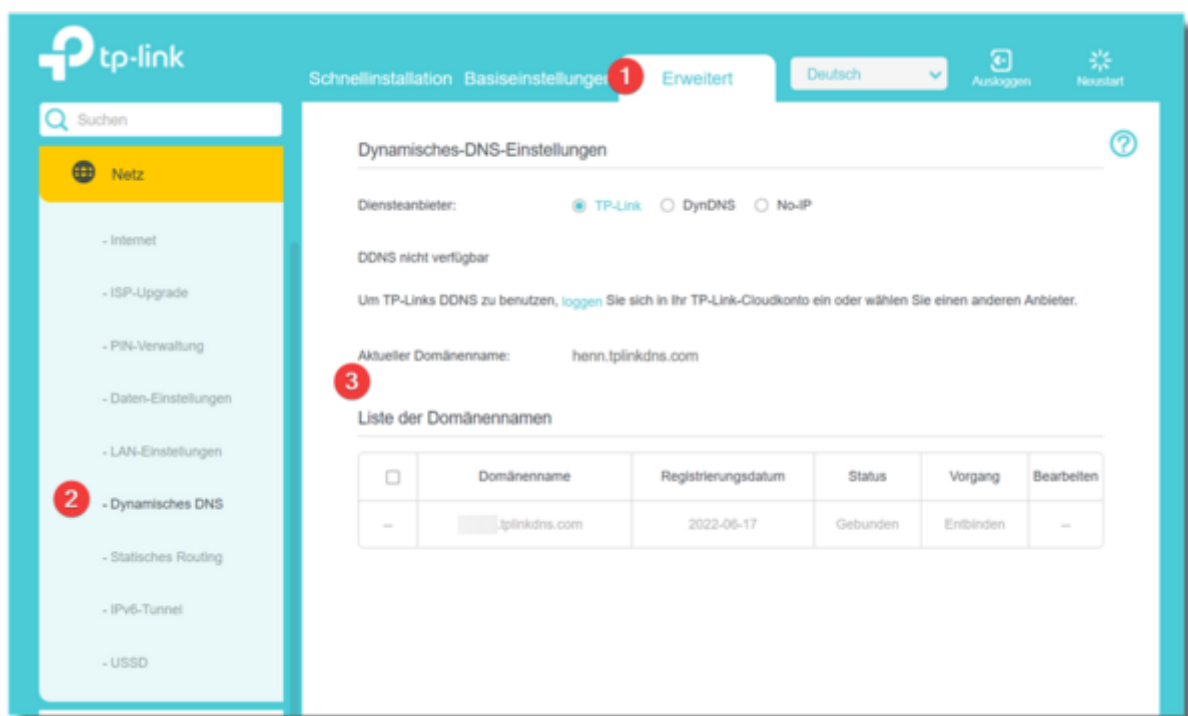 tp-link
Schnellinstallation Basiseinstellungen 1 Erweitert Deutsch Ausloggen Neustart
Suchen
Netz
- Internet
- ISP-Upgrade
- PIN-Verwaltung
- Daten-Einstellungen
- LAN-Einstellungen
2 - Dynamisches DNS
- Statisches Routing
- IPv6-Tunnel
- USSD
Dynamisches-DNS-Einstellungen ?
Diensteanbieter: TP-Link DynDNS No-IP
DDNS nicht verfügbar
Um TP-Links DDNS zu benutzen, loggen Sie sich in Ihr TP-Link-Cloudkonto ein oder wählen Sie einen anderen Anbieter.
Aktueller Domänenname: henn.tplinkdns.com
3
Liste der Domänennamen
Domänenname Registrierungsdatum Status Vorgang Bearbeiten
-- .tplinkdns.com 2022-06-17 Gebunden Entbinden --